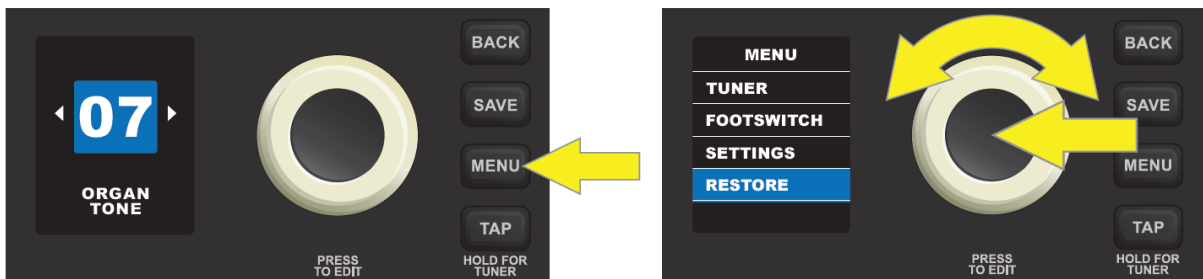 07
ORGAN
TONE
PRESS
TO EDIT
BACK
SAVE
MENU
TAP
HOLD FOR
TUNER
MENU
TUNER
FOOTSWITCH
SETTINGS
RESTORE
PRESS
TO EDIT
BACK
SAVE
MENU
TAP
HOLD FOR
TUNER